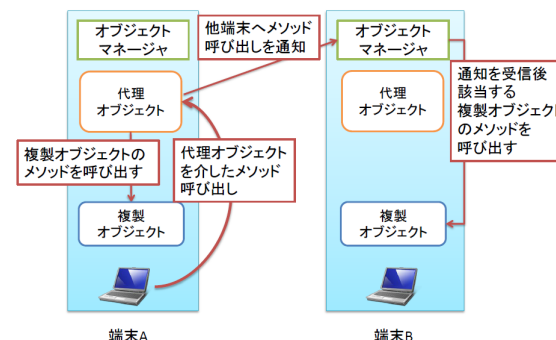 オブジェクト
マネージャ
他端末へメソッド
呼び出しを通知
オブジェクト
マネージャ
代理
オブジェクト
代理
オブジェクト
通知を受信後
該当する
複製オブジェクト
のメソッドを
呼び出す
複製オブジェクトの
メソッドを呼び出す
代理オブジェクト
を介したメソッド
呼び出し
複製
オブジェクト
複製
オブジェクト
端末A
端末B